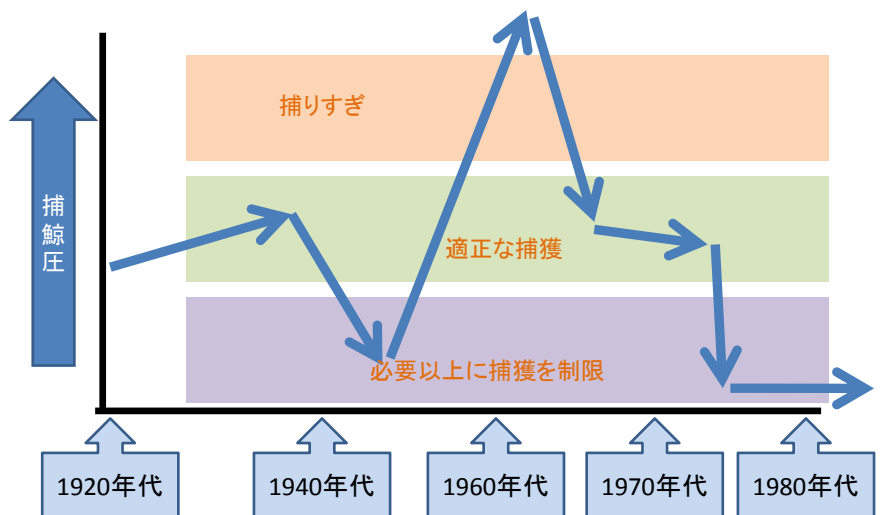 捕りすぎ
捕鯨圧
適正な捕獲
必要以上に捕獲を制限
1920年代
1940年代
1960年代
1970年代
1980年代